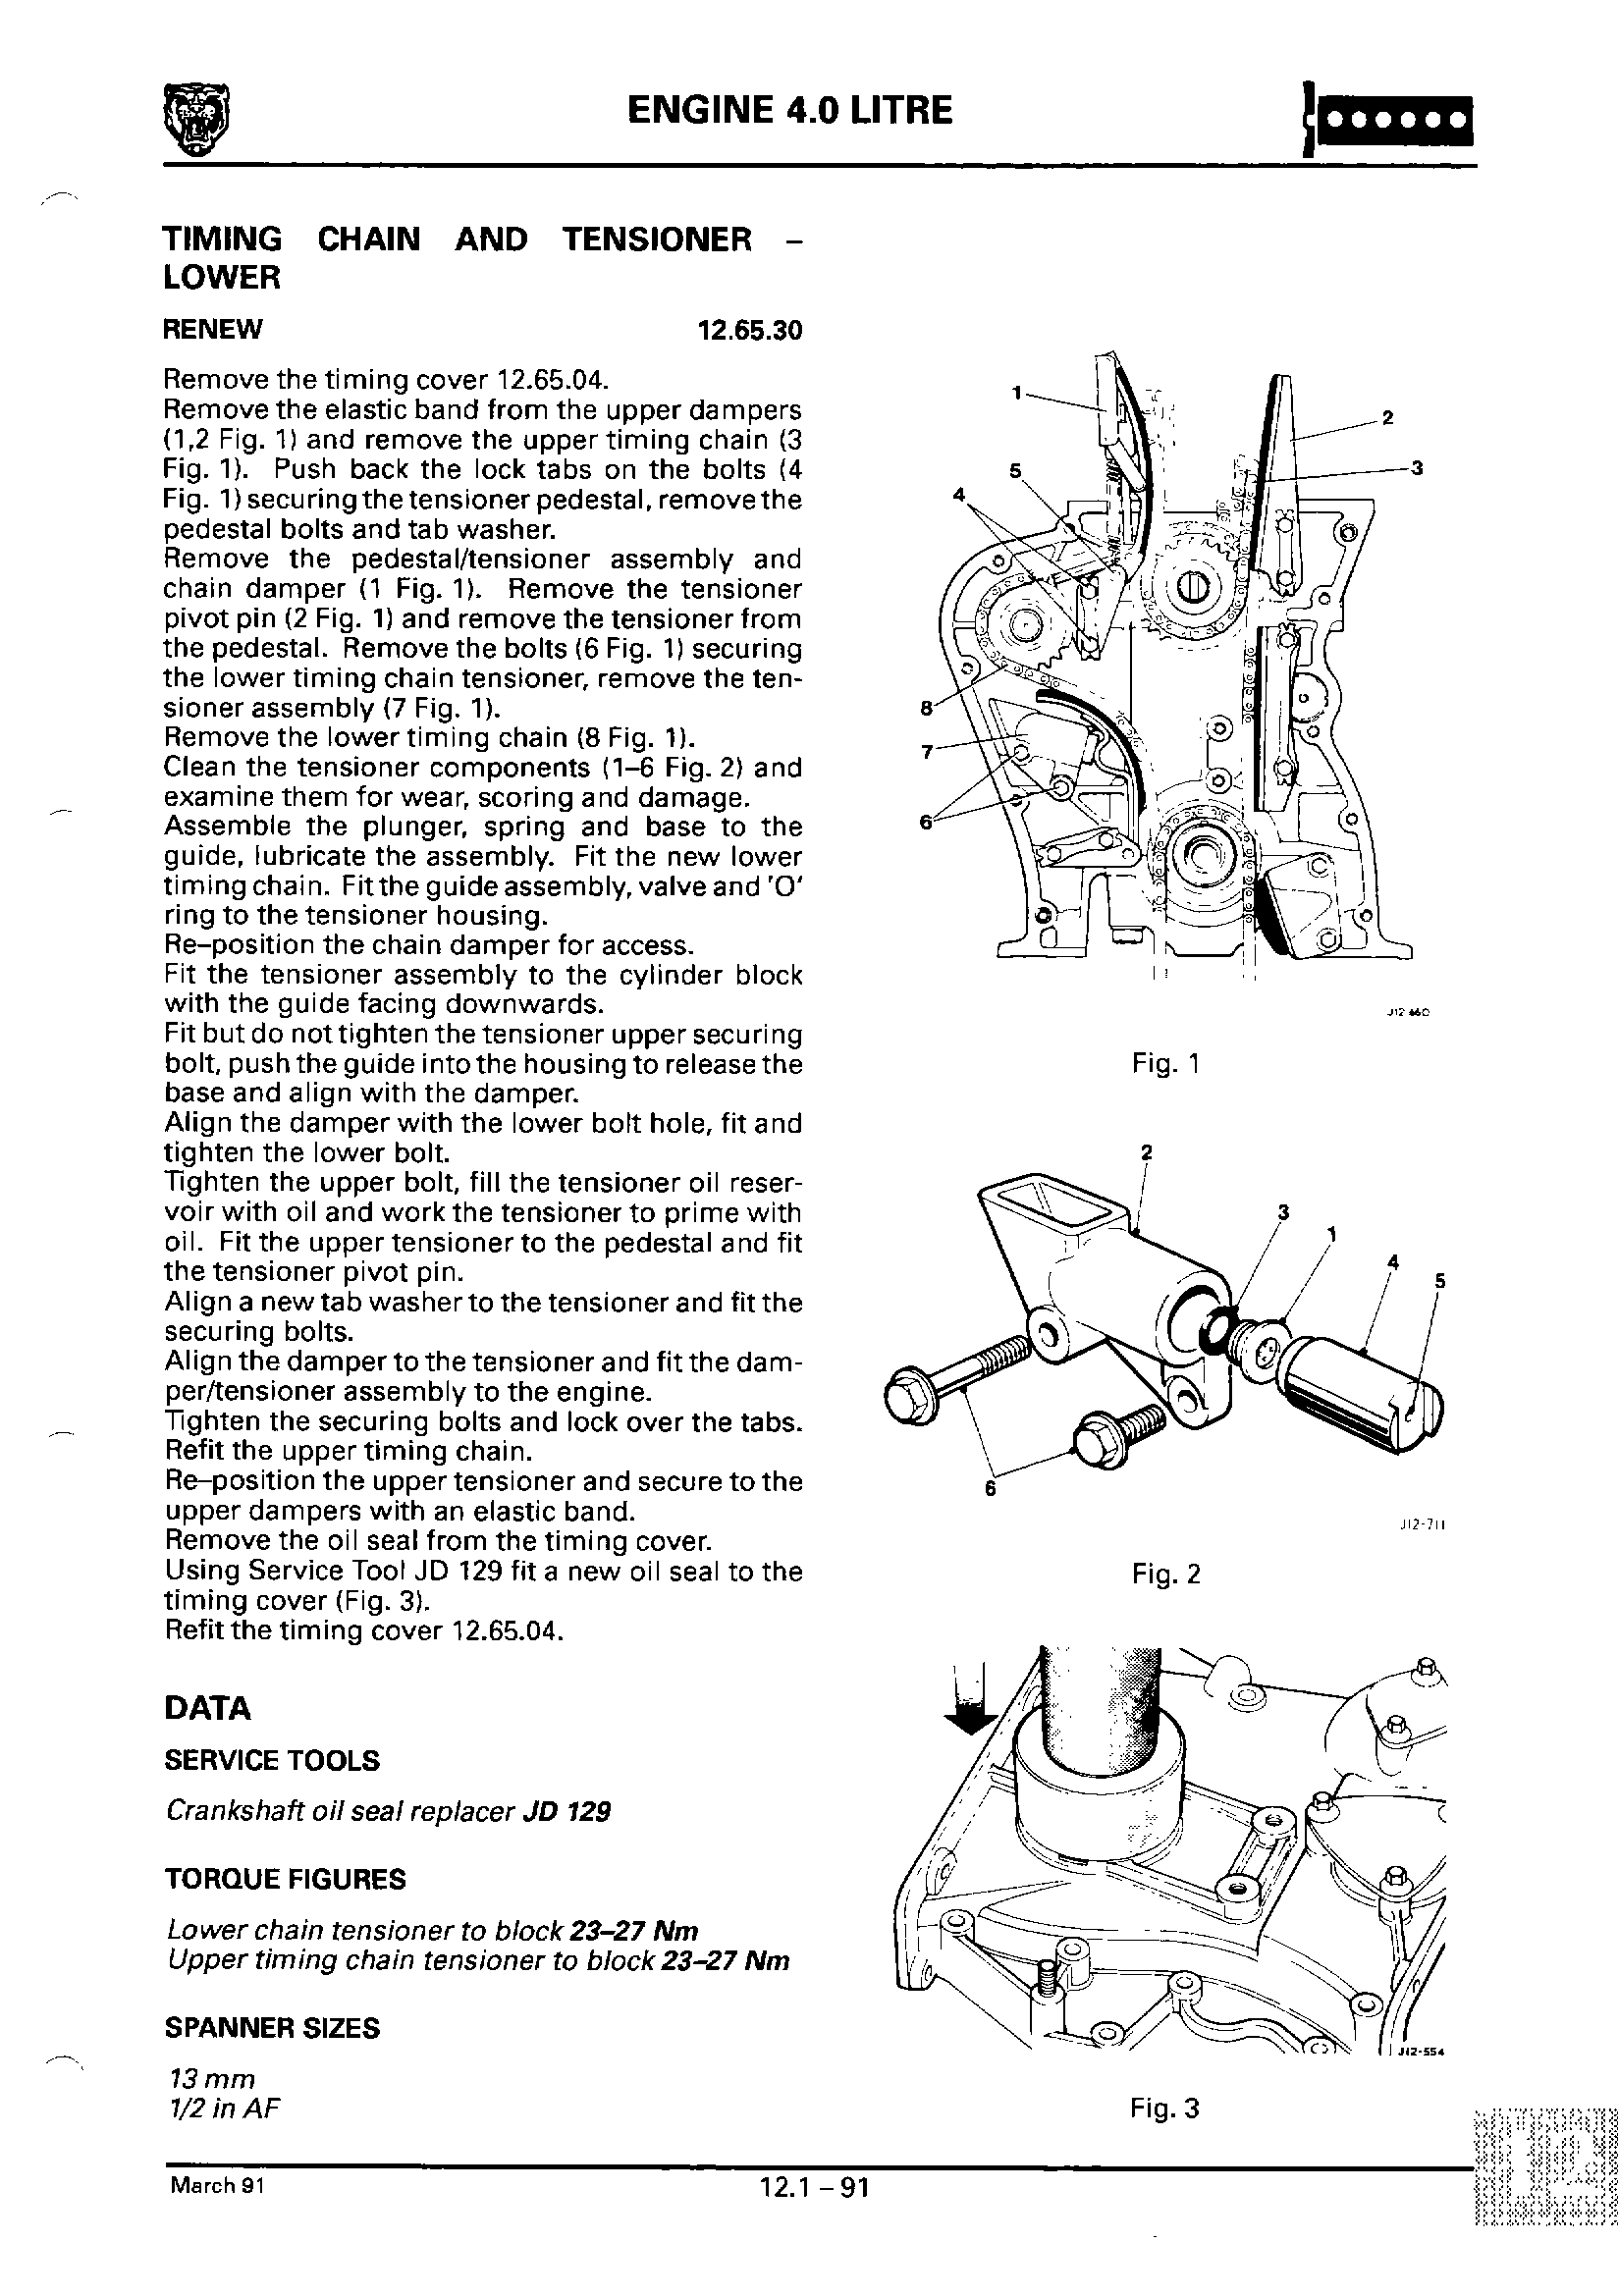 ENGINE 4.0 LITRE
TIMING CHAIN AND TENSIONER –
LOWER
RENEW 12.65.30
Remove the timing cover 12.65.04.
Remove the elastic band from the upper dampers
(1,2 Fig. 1) and remove the upper timing chain (3
Fig. 1). Push back the lock tabs on the bolts (4
Fig. 1) securing the tensioner pedestal, remove the
pedestal bolts and tab washer.
Remove the pedestal/tensioner assembly and
chain damper (1 Fig. 1). Remove the tensioner
pivot pin (2 Fig. 1) and remove the tensioner from
the pedestal. Remove the bolts (6 Fig. 1) securing
the lower timing chain tensioner, remove the ten-
sioner assembly (7 Fig. 1).
Remove the lower timing chain (8 Fig. 1).
Clean the tensioner components (1–6 Fig. 2) and
examine them for wear, scoring and damage.
Assemble the plunger, spring and base to the
guide, lubricate the assembly. Fit the new lower
timing chain. Fit the guide assembly, valve and 'O'
ring to the tensioner housing.
Re–position the chain damper for access.
Fit the tensioner assembly to the cylinder block
with the guide facing downwards.
Fit but do not tighten the tensioner upper securing
bolt, push the guide into the housing to release the
base and align with the damper.
Align the damper with the lower bolt hole, fit and
tighten the lower bolt.
Tighten the upper bolt, fill the tensioner oil reser-
voir with oil and work the tensioner to prime with
oil. Fit the upper tensioner to the pedestal and fit
the tensioner pivot pin.
Align a new tab washer to the tensioner and fit the
securing bolts.
Align the damper to the tensioner and fit the dam-
per/tensioner assembly to the engine.
Tighten the securing bolts and lock over the tabs.
Refit the upper timing chain.
Re–position the upper tensioner and secure to the
upper dampers with an elastic band.
Remove the oil seal from the timing cover.
Using Service Tool JD 129 fit a new oil seal to the
timing cover (Fig. 3).
Refit the timing cover 12.65.04.
DATA
SERVICE TOOLS
Crankshaft oil seal replacer JD 129
TORQUE FIGURES
Lower chain tensioner to block 23–27 Nm
Upper timing chain tensioner to block 23–27 Nm
SPANNER SIZES
13 mm
1/2 in AF
1
2
3
5
4
8
7
6
Fig. 1
2
3
1
4
5
6
J12-711
Fig. 2
J12-554
Fig. 3
March 91
12.1 – 91
12